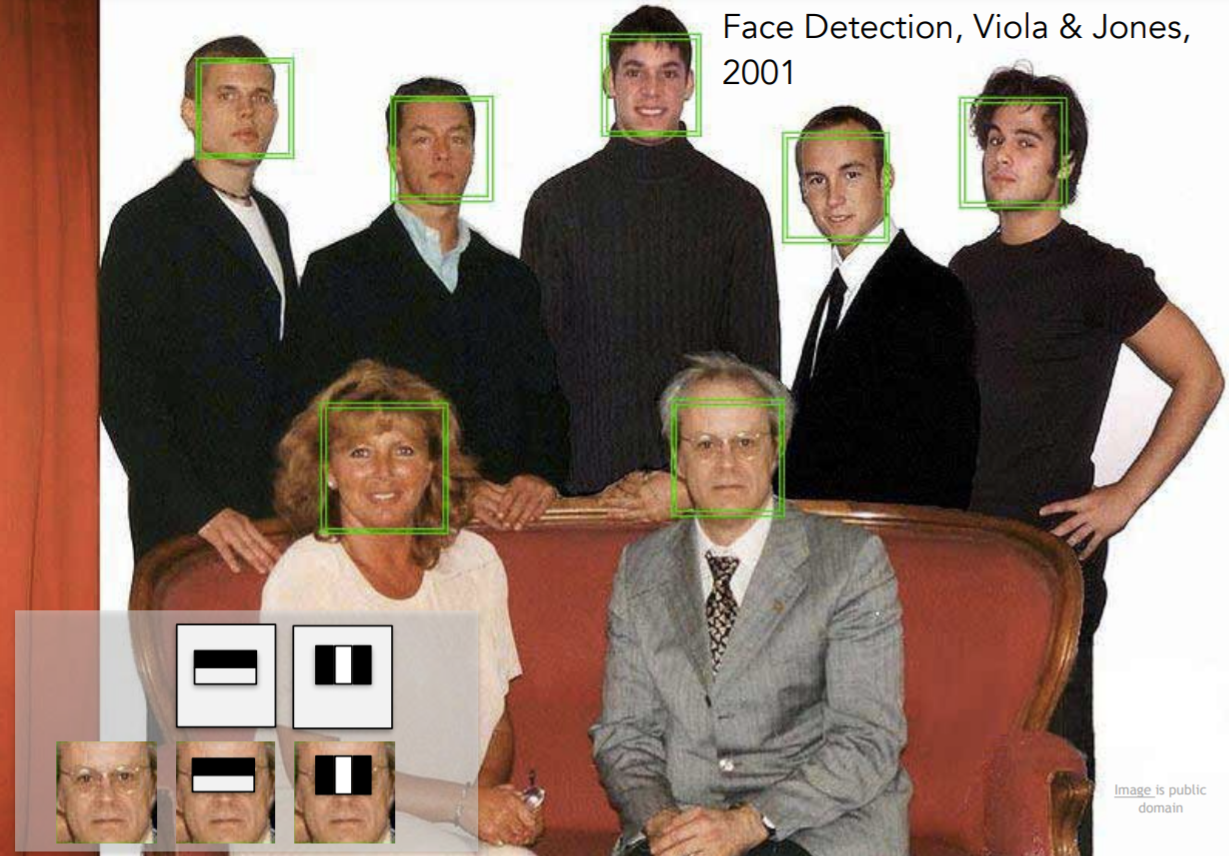 Face Detection, Viola & Jones,
2001
Image is public
domain